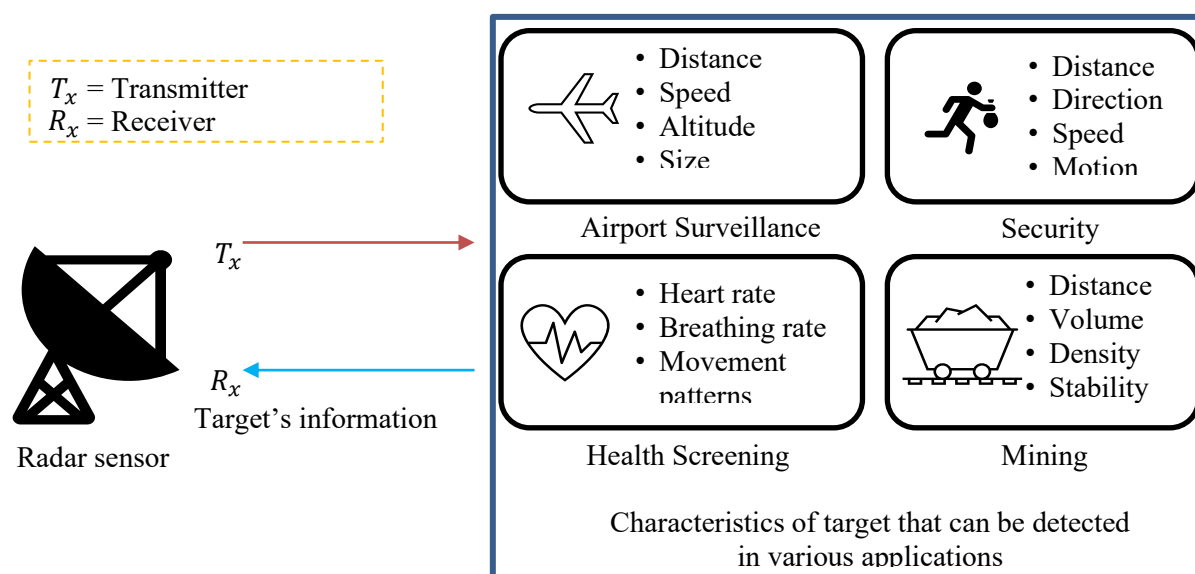 T_x = Transmitter
R_x = Receiver
T_x
R_x
Target’s information
Radar sensor
• Distance
• Speed
• Altitude
• Size
Airport Surveillance
• Distance
• Direction
• Speed
• Motion
Security
• Heart rate
• Breathing rate
• Movement
patterns
Health Screening
• Distance
• Volume
• Density
• Stability
Mining
Characteristics of target that can be detected
in various applications